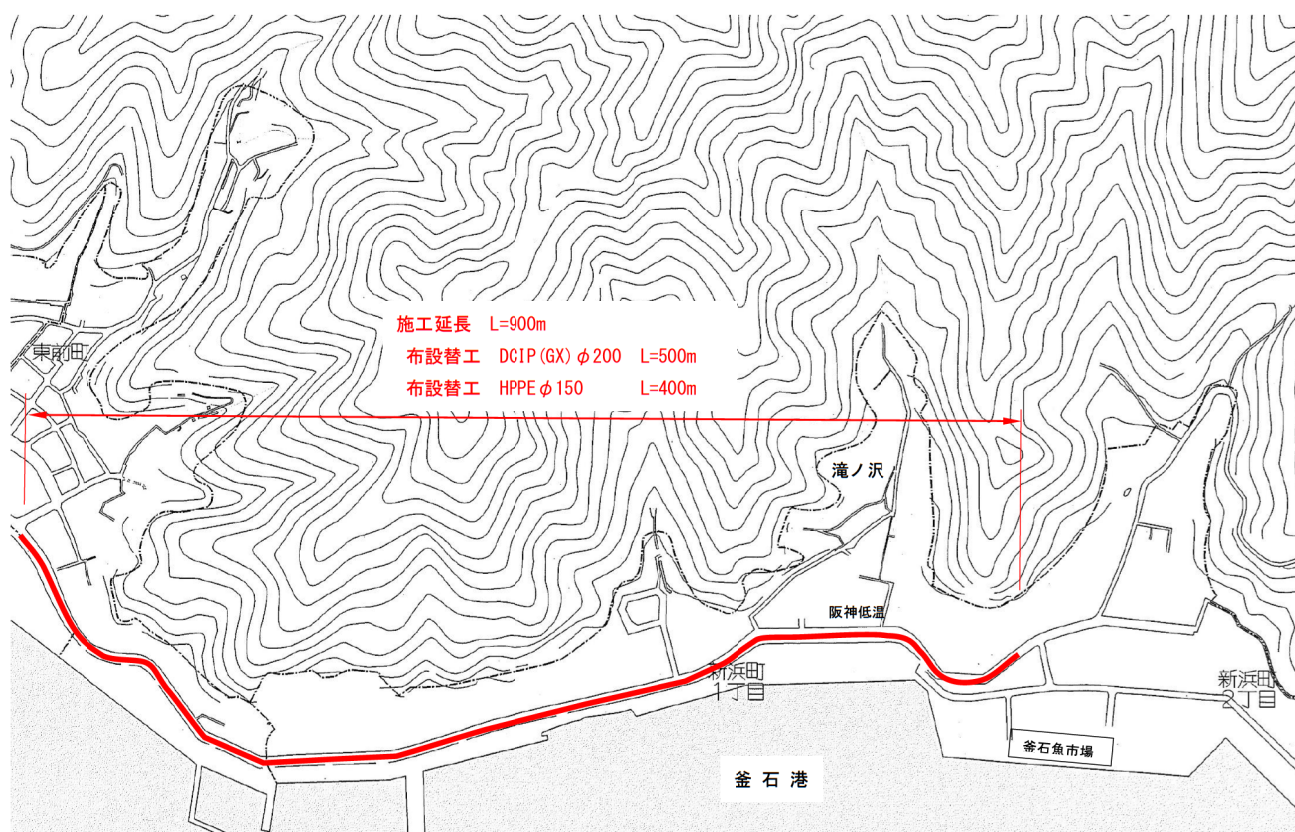 施工延長 L=900m
布設替工 DCIP(GX)φ200 L=500m
布設替工 HPPEφ150 L=400m
東前町
滝ノ沢
阪神低温
新浜町
1丁目
新浜町
2丁目
釜石魚市場
釜石港